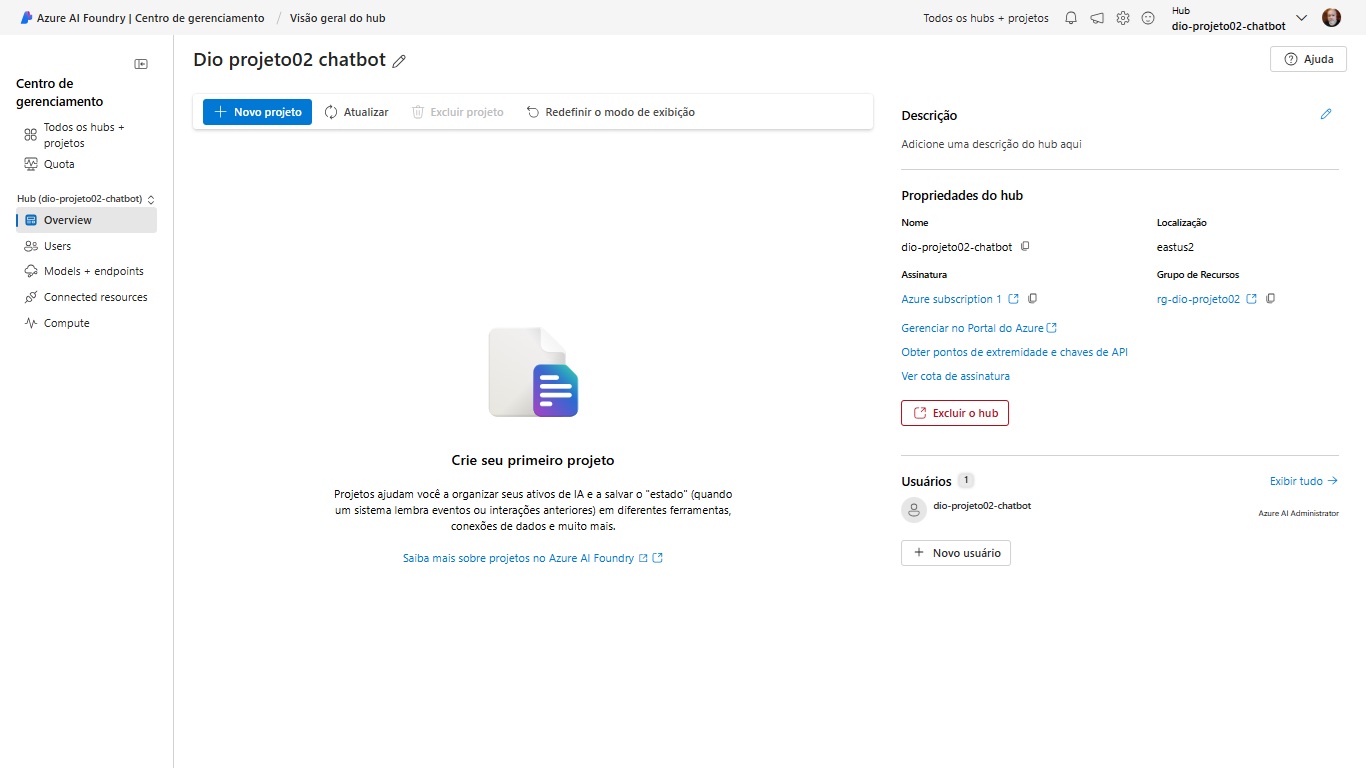 Azure AI Foundry | Centro de gerenciamento / Visão geral do hub
Todos os hubs + projetos
Hub
dio-projeto02-chatbot
Centro de
gerenciamento
Todos os hubs +
projetos
Quota
Hub (dio-projeto02-chatbot)
Overview
Users
Models + endpoints
Connected resources
Compute
Dio projeto02 chatbot
Ajuda
Novo projeto Atualizar Excluir projeto Redefinir o modo de exibição
Crie seu primeiro projeto
Projetos ajudam você a organizar seus ativos de IA e a salvar o "estado" (quando
um sistema lembra eventos ou interações anteriores) em diferentes ferramentas,
conexões de dados e muito mais.
Saiba mais sobre projetos no Azure AI Foundry
Descrição
Adicione uma descrição do hub aqui
Propriedades do hub
Nome Localização
dio-projeto02-chatbot eastus2
Assinatura Grupo de Recursos
Azure subscription 1 rg-dio-projeto02
Gerenciar no Portal do Azure
Obter pontos de extremidade e chaves de API
Ver cota de assinatura
Excluir o hub
Usuários 1 Exibir tudo
dio-projeto02-chatbot Azure AI Administrator
Novo usuário